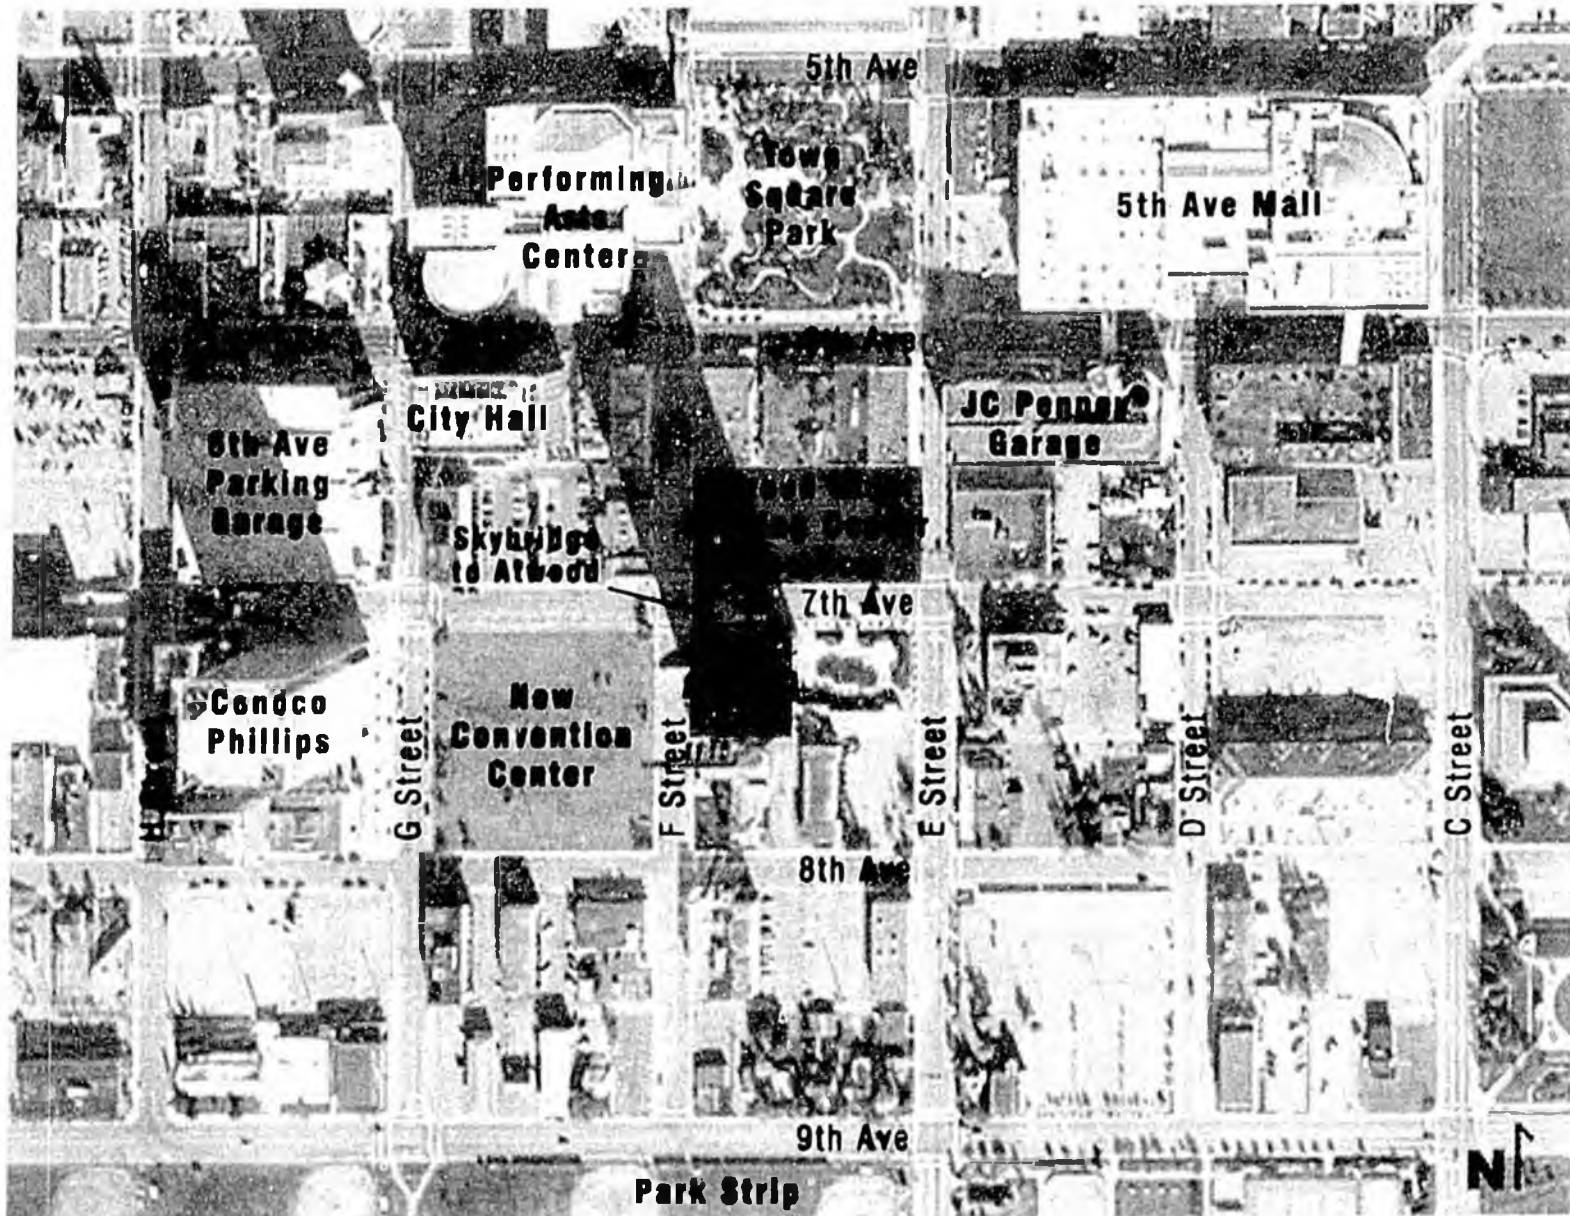 5th Ave
Performing
Arts
Center
Town
Square
Park
5th Ave Mall
6th Ave
City Hall
JC Penney
Garage
6th Ave
Parking
Garage
Skybridge
to Atwood
7th Ave
Conoco
Phillips
New
Convention
Center
G Street
F Street
E Street
D Street
C Street
8th Ave
9th Ave
Park Strip
N